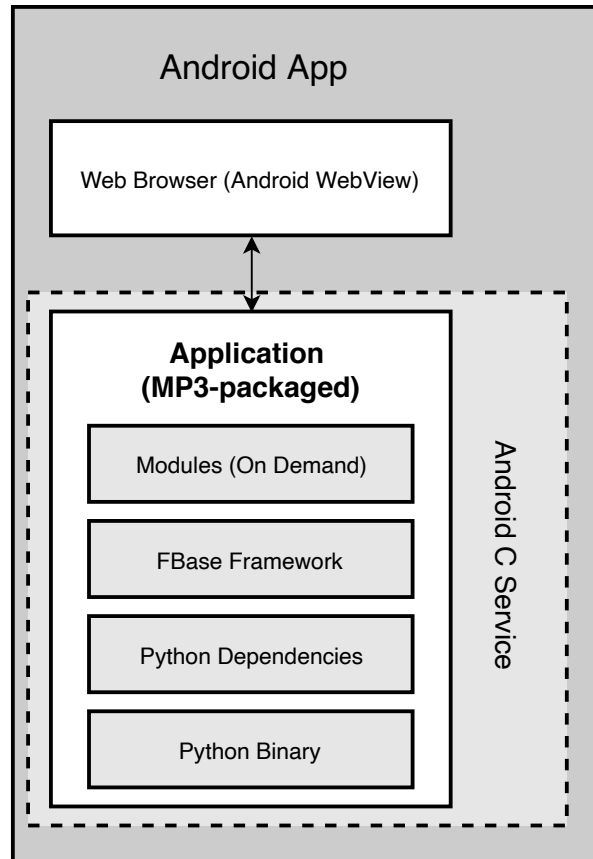 Android App
Web Browser (Android WebView)
Application
(MP3-packaged)
Modules (On Demand)
FBase Framework
Python Dependencies
Python Binary
Android C Service